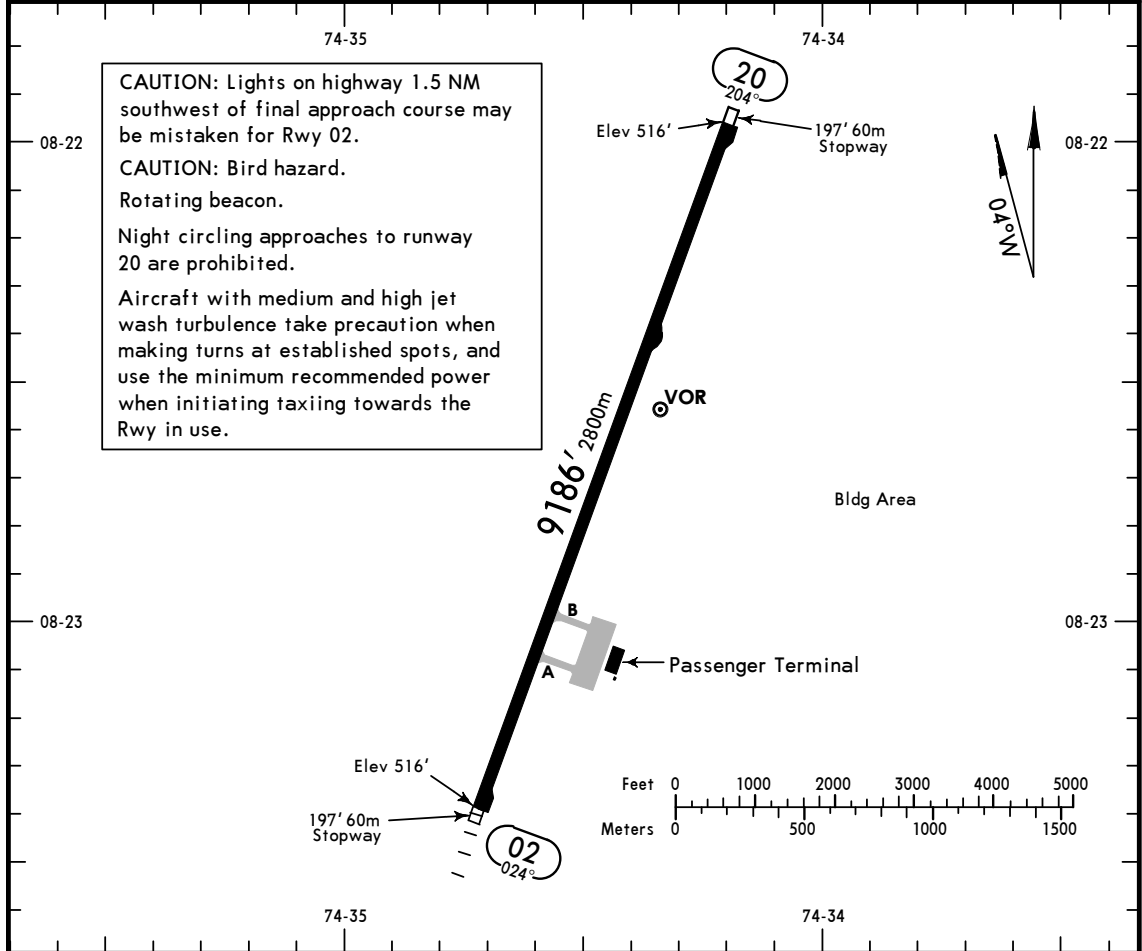 74-35
74-34
CAUTION: Lights on highway 1.5 NM
southwest of final approach course may
be mistaken for Rwy 02.
CAUTION: Bird hazard.
Rotating beacon.
Night circling approaches to runway
20 are prohibited.
Aircraft with medium and high jet
wash turbulence take precaution when
making turns at established spots, and
use the minimum recommended power
when initiating taxiing towards the
Rwy in use.
20
204°
Elev 516'
197' 60m
Stopway
08-22
08-22
04°W
VOR
9186' 2800m
Bldg Area
08-23
08-23
B
A
Passenger Terminal
Elev 516'
197' 60m
Stopway
02
024°
Feet 0 1000 2000 3000 4000 5000
Meters 0 500 1000 1500
74-35
74-34